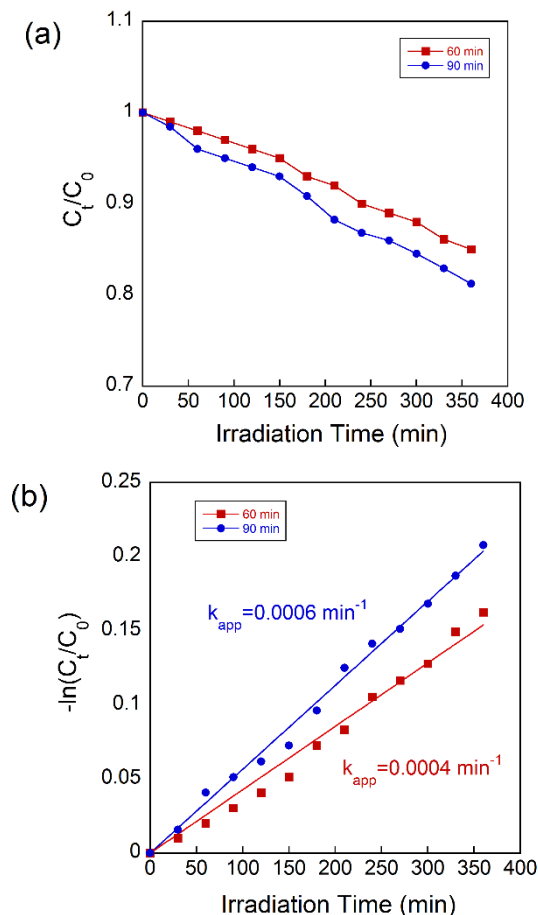 (a)
1.1
1
0.9
0.8
0.7
C_t/C_0
60 min
90 min
0 50 100 150 200 250 300 350 400
Irradiation Time (min)
(b)
0.25
0.2
0.15
0.1
0.05
0
-ln(C_t/C_0)
60 min
90 min
k_app=0.0006 min^-1
k_app=0.0004 min^-1
0 50 100 150 200 250 300 350 400
Irradiation Time (min)